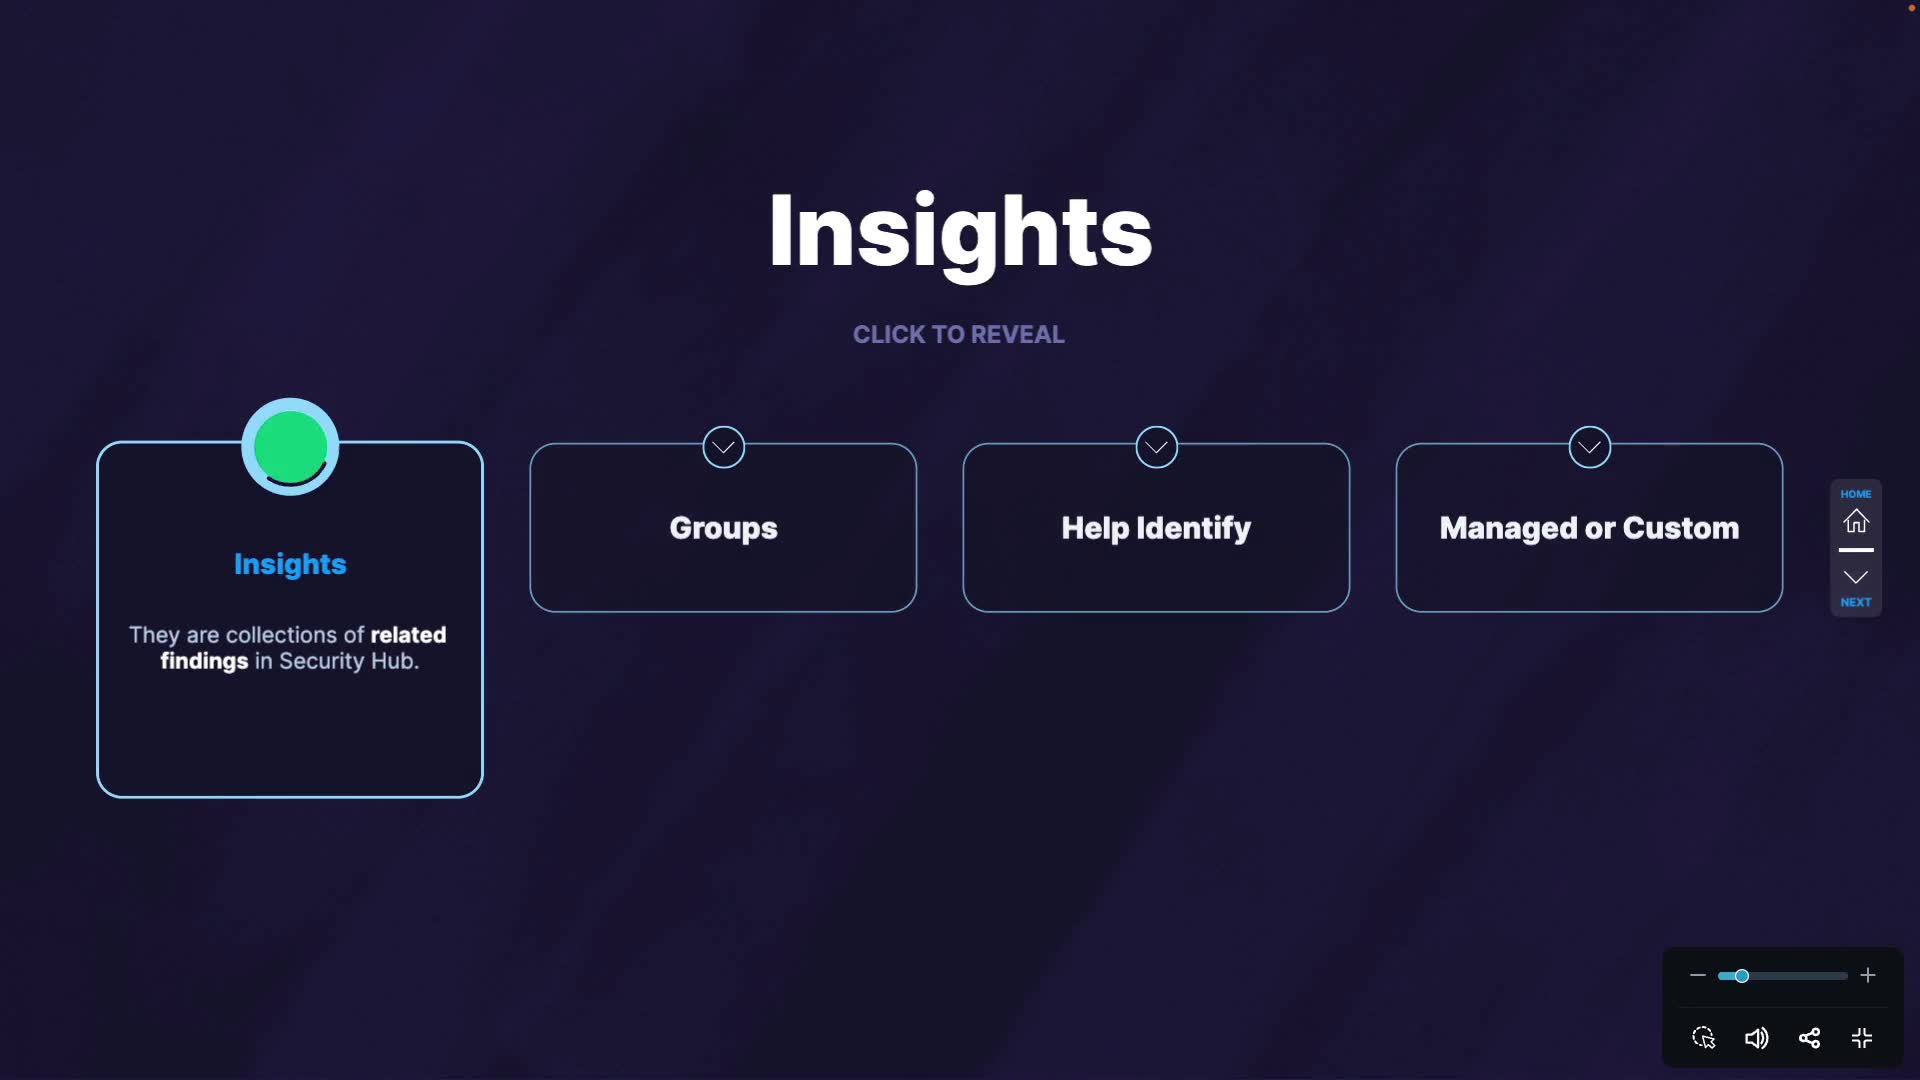 Insights
CLICK TO REVEAL
Insights
They are collections of related
findings in Security Hub.
Groups
Help Identify
Managed or Custom
HOME
NEXT